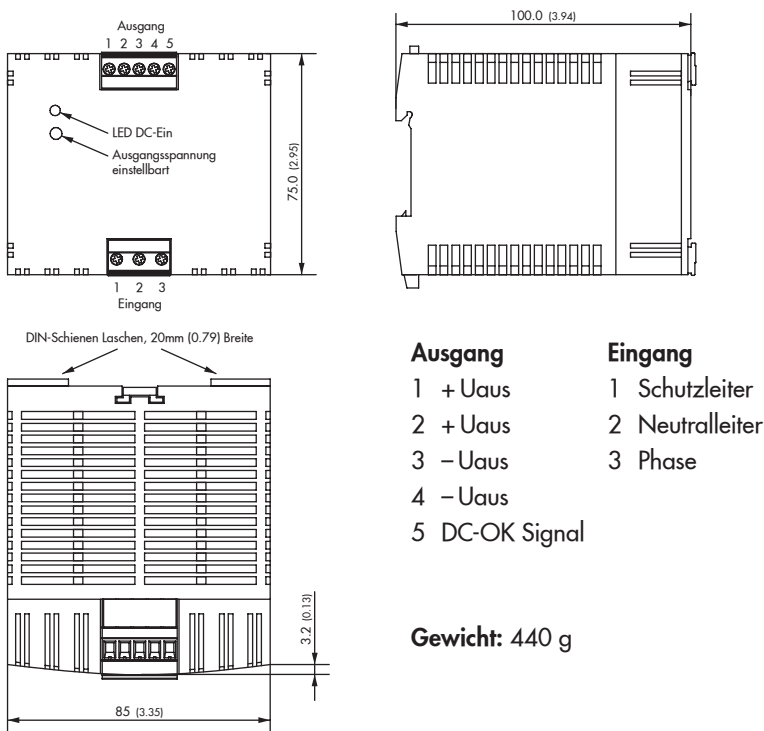 Ausgang
1 2 3 4 5
LED DC-Ein
Ausgangsspannung
einstellbart
75.0 (2.95)
1 2 3
Eingang
100.0 (3.94)
DIN-Schienen Laschen, 20mm (0.79) Breite
3.2 (0.13)
85 (3.35)
Ausgang
1 + Uaus
2 + Uaus
3 – Uaus
4 – Uaus
5 DC-OK Signal
Eingang
1 Schutzleiter
2 Neutralleiter
3 Phase
Gewicht: 440 g